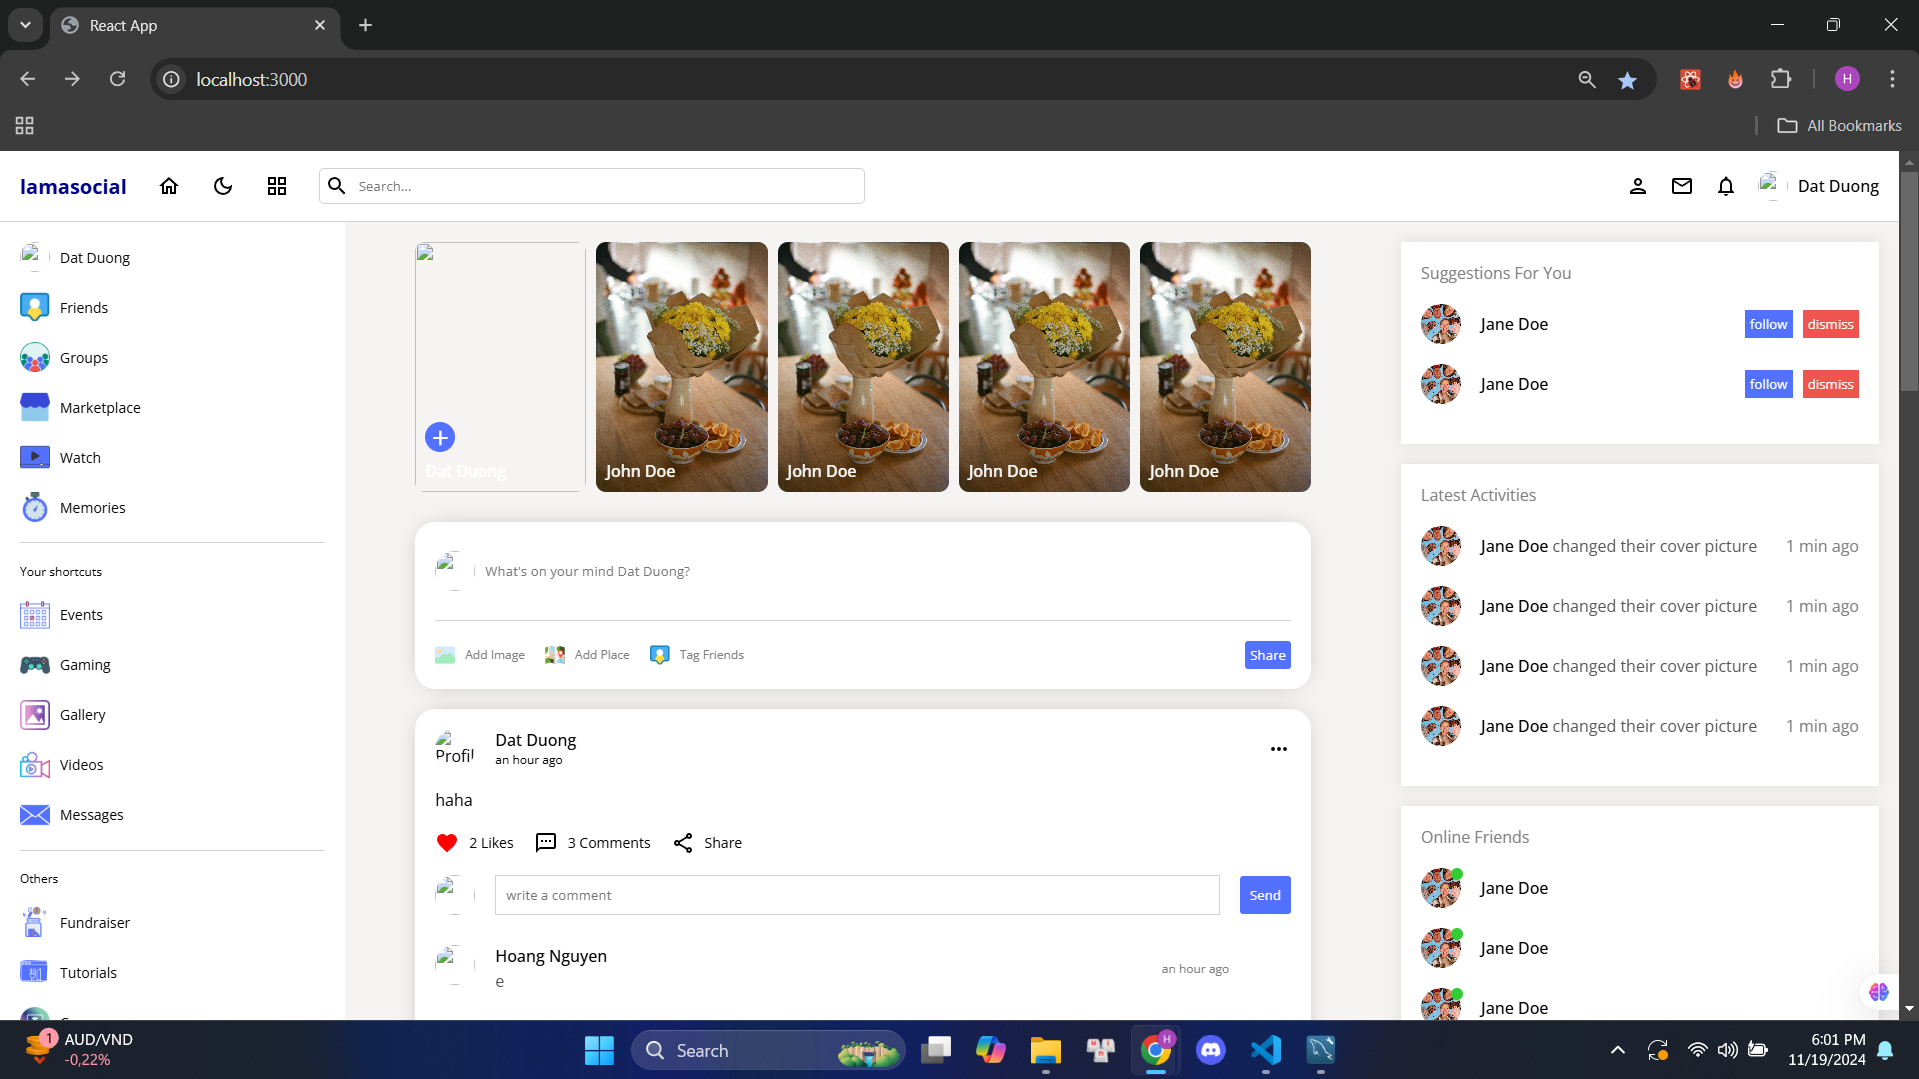 React App
localhost:3000
H
All Bookmarks
lamasocial
Search...
Dat Duong
Dat Duong
Friends
Groups
Marketplace
Watch
Memories
Your shortcuts
Events
Gaming
Gallery
Videos
Messages
Others
Fundraiser
Tutorials
Dat Duong
John Doe
John Doe
John Doe
John Doe
What's on your mind Dat Duong?
Add Image
Add Place
Tag Friends
Share
Profil
Dat Duong
an hour ago
haha
2 Likes
3 Comments
Share
write a comment
Send
Hoang Nguyen
e
an hour ago
Suggestions For You
Jane Doe
follow
dismiss
Jane Doe
follow
dismiss
Latest Activities
Jane Doe changed their cover picture 1 min ago
Jane Doe changed their cover picture 1 min ago
Jane Doe changed their cover picture 1 min ago
Jane Doe changed their cover picture 1 min ago
Online Friends
Jane Doe
Jane Doe
Jane Doe
1
AUD/VND
-0,22%
Search
H
6:01 PM
11/19/2024